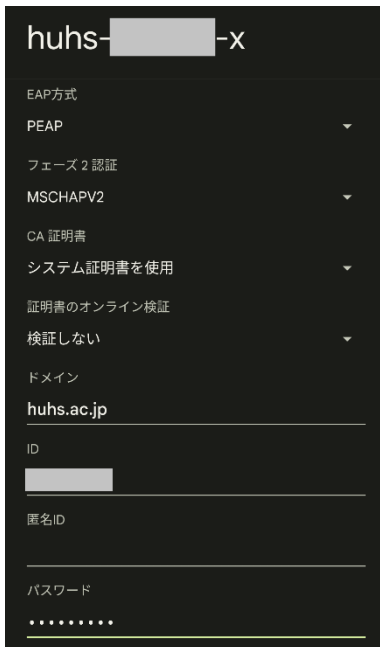 huhs- -x
EAP方式
PEAP
フェーズ 2 認証
MSCHAPV2
CA 証明書
システム証明書を使用
証明書のオンライン検証
検証しない
ドメイン
huhs.ac.jp
ID
匿名ID
パスワード
•••••••••